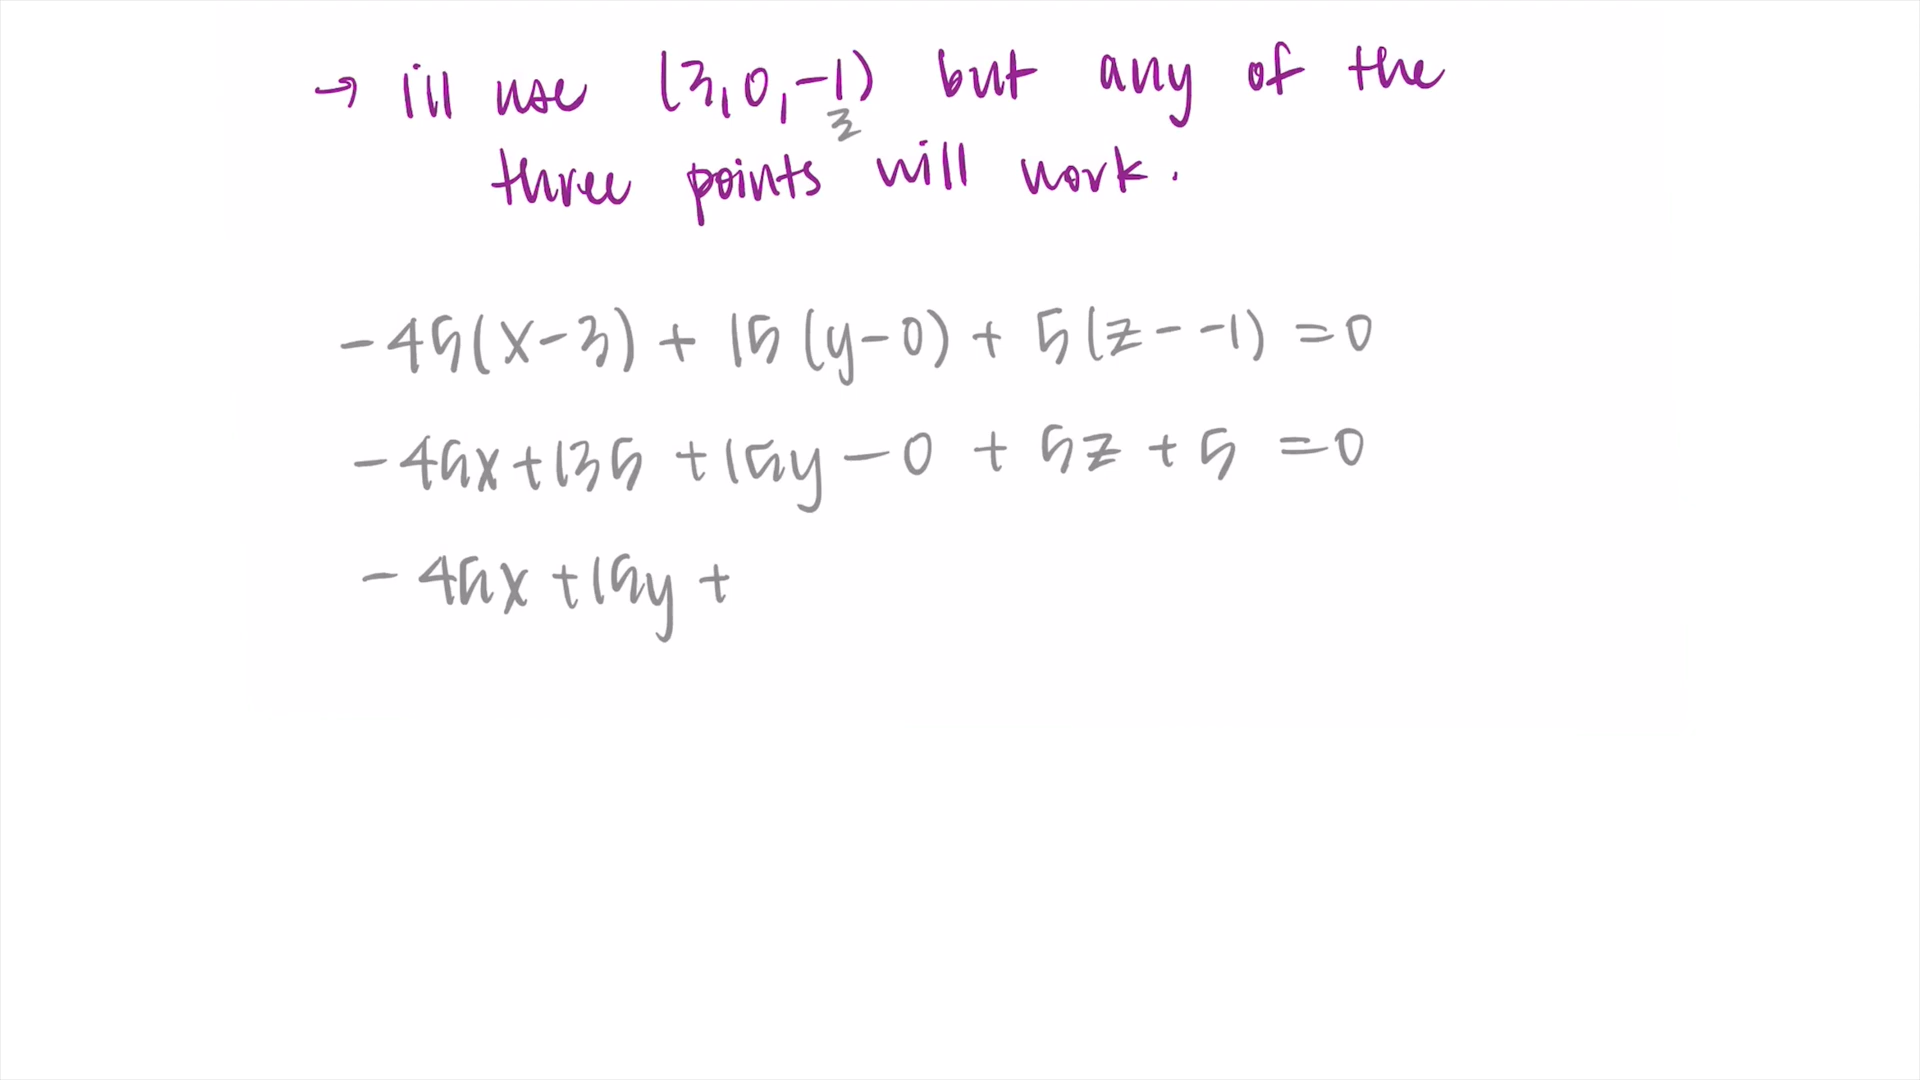 → ill use (3,0,-1) but any of the
z
three points will work.
-45(x-3) + 15(y-0) + 5(z--1) =0
-45x+135 +15y-0 + 5z+5 =0
-45x+15y+